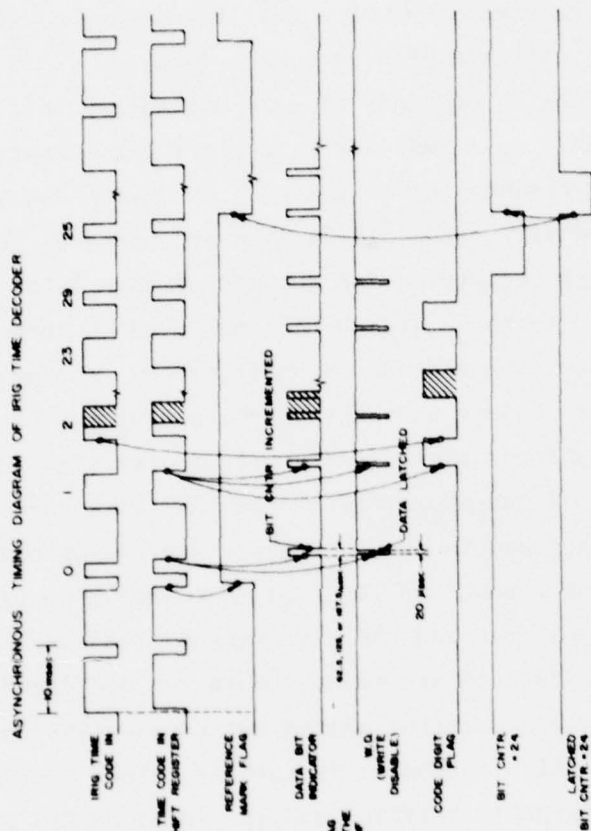 ASYNCHRONOUS TIMING DIAGRAM OF IRIG TIME DECODER
10 msec
0 1 2 23 29 25
IRIG TIME
CODE IN
TIME CODE IN
SHIFT REGISTER
REFERENCE
MARK FLAG
DATA BIT
INDICATOR
BIT CNTR INCREMENTED
DATA LATCHED
20 µsec
(WRITE
DISABLE)
CODE DIGIT
FLAG
BIT CNTR.
= 24
LATCHED
BIT CNTR = 24
AG
THE